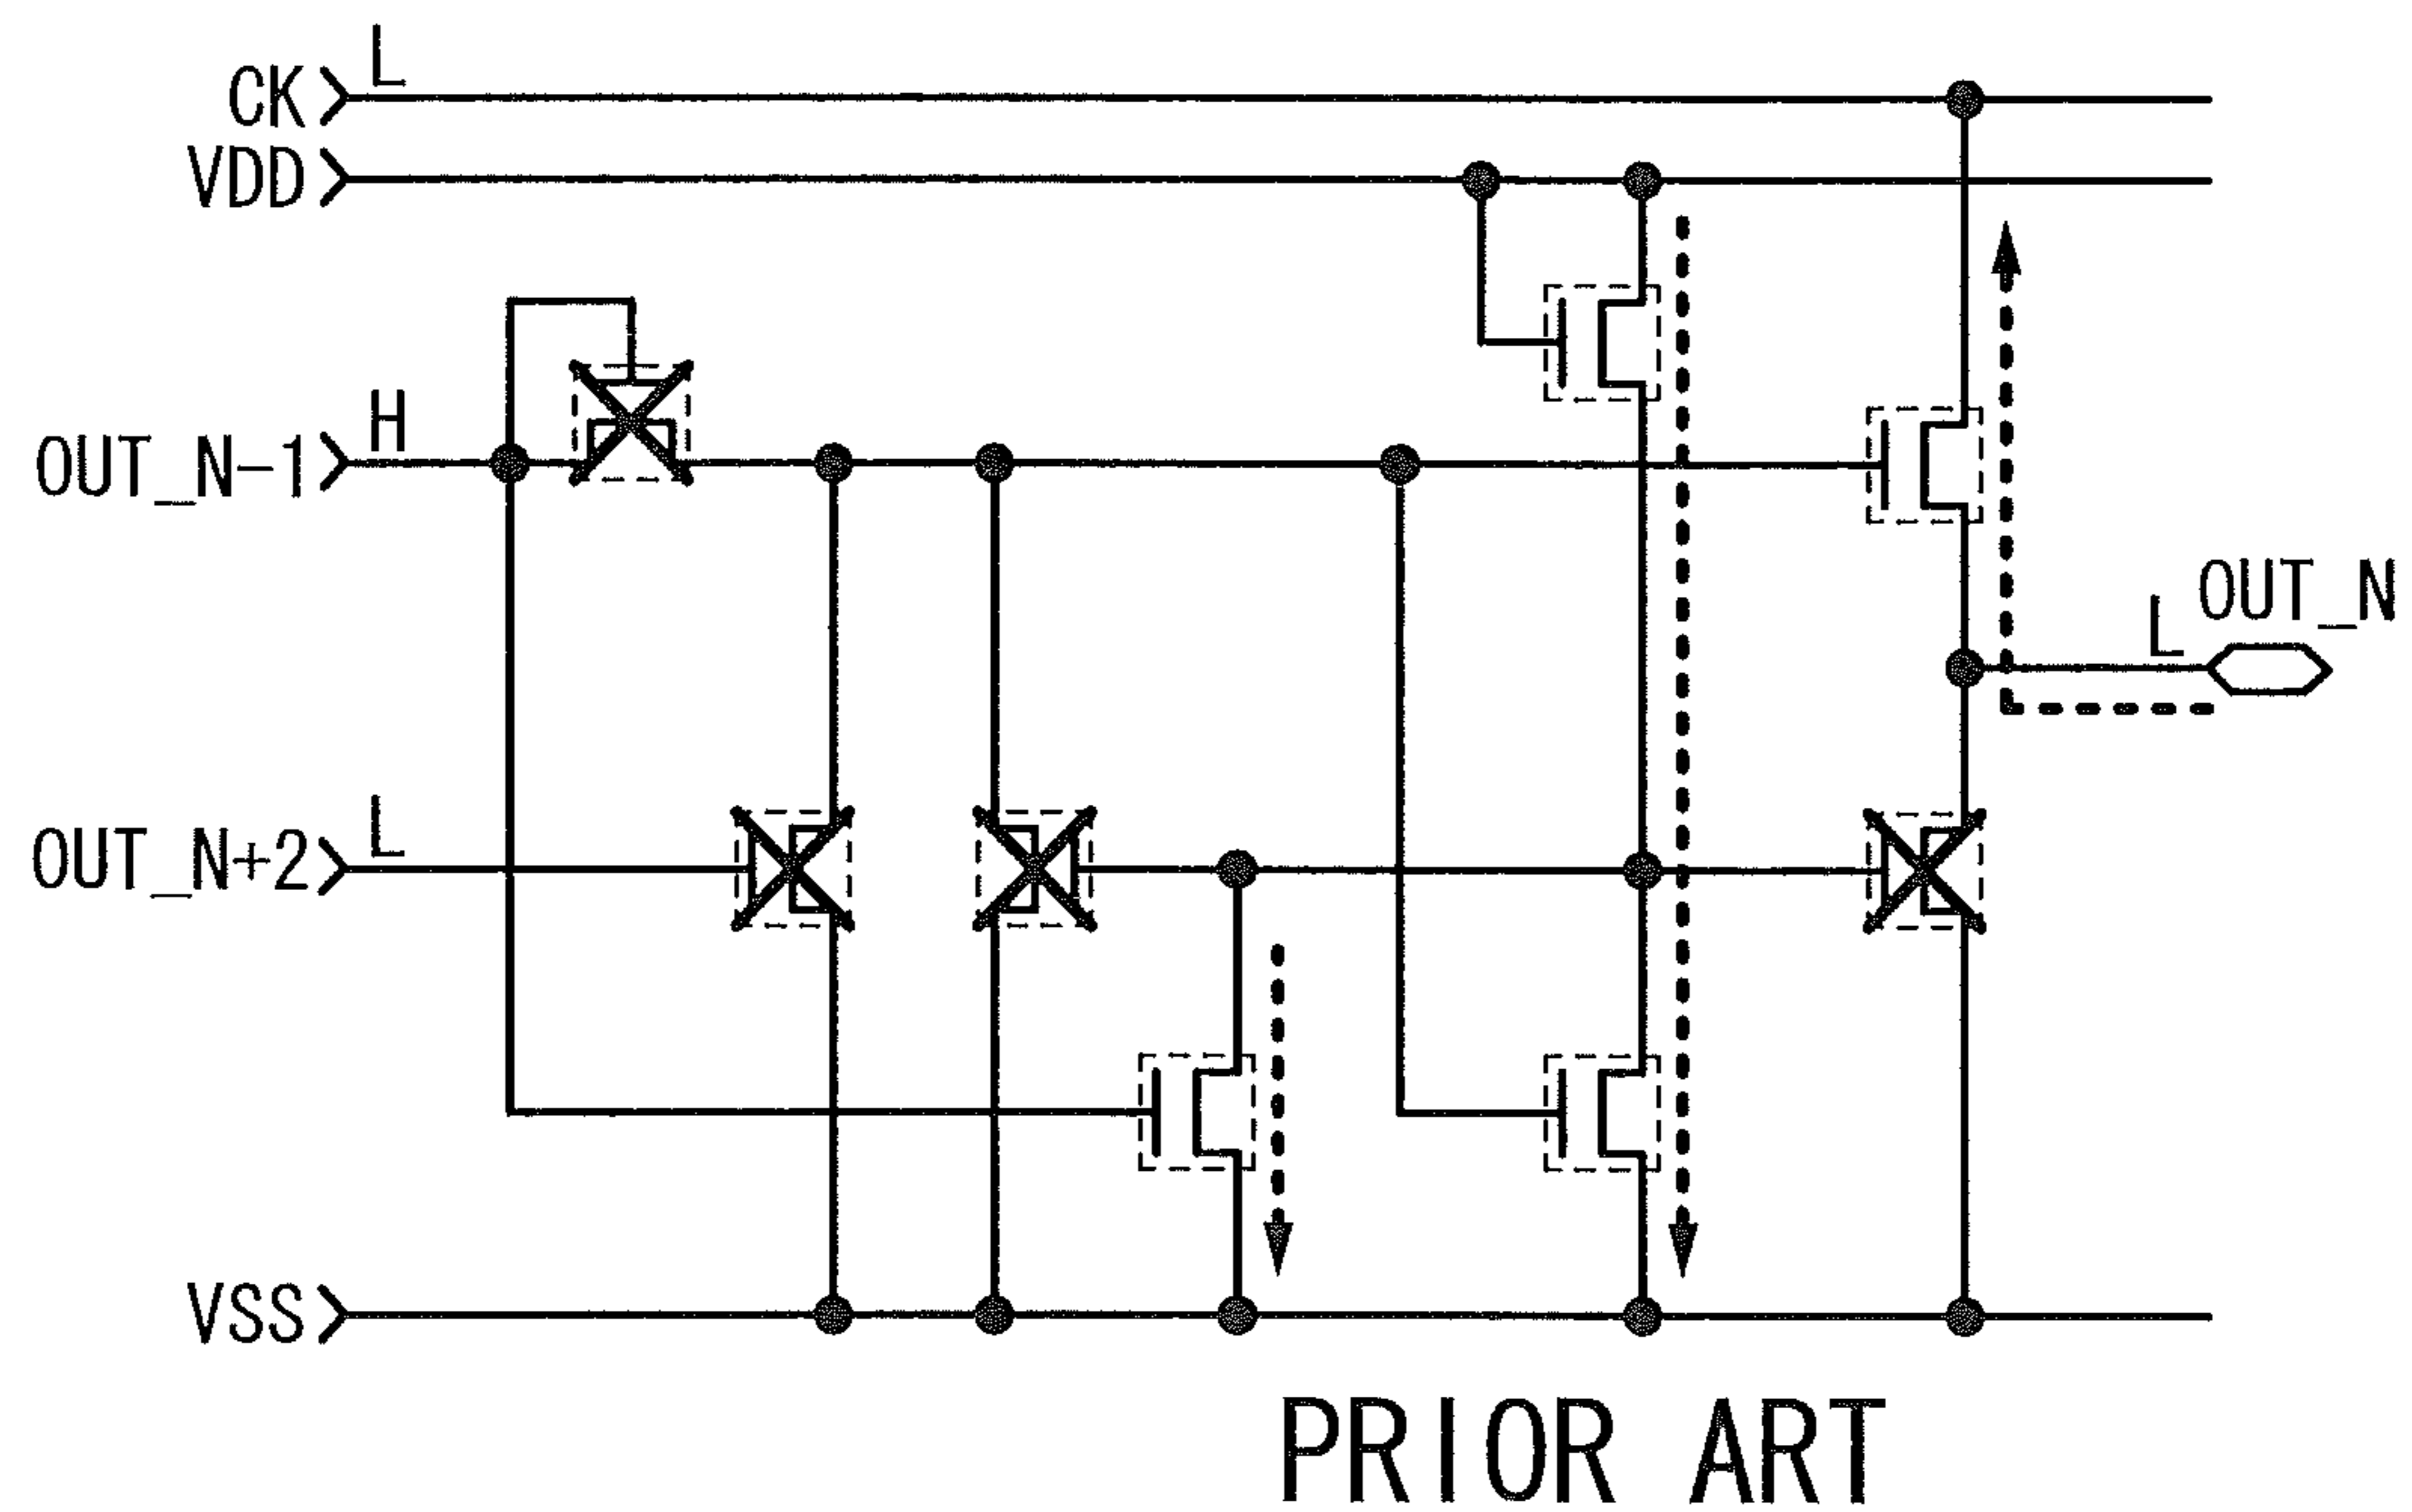 L
CK
VDD
H
OUT_N-1
OUT_N
L
L
OUT_N+2
VSS
PRIOR ART